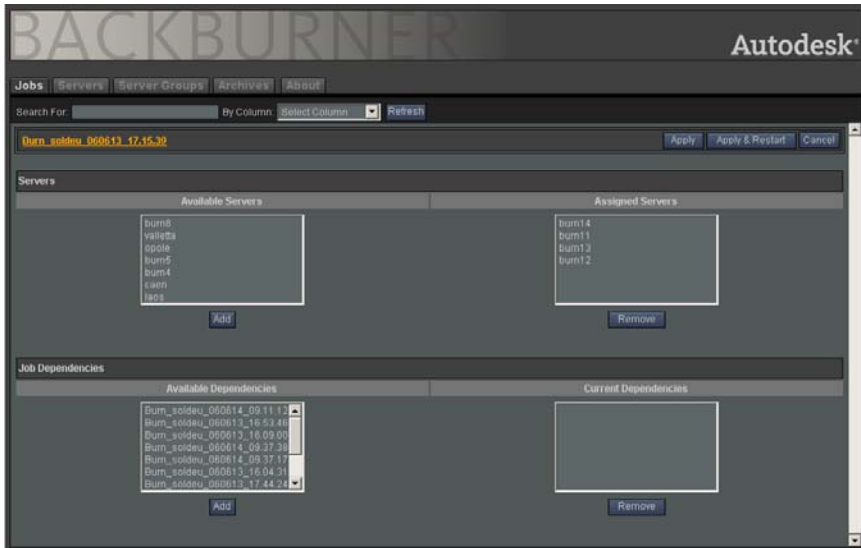 BACKBURNER
Autodesk
Jobs Servers Server Groups Archives About
Search For: By Column: Select Column Refresh
Burn_soldeu_060613_17.15.39
Apply Apply & Restart Cancel
Servers
Available Servers Assigned Servers
burn8 burn14
valletta burn11
opole burn13
burn5 burn12
burn4
caen
laos
Add Remove
Job Dependencies
Available Dependencies Current Dependencies
Burn_soldeu_060614_09.11.13
Burn_soldeu_060613_16.53.46
Burn_soldeu_060613_16.09.00
Burn_soldeu_060614_09.37.38
Burn_soldeu_060614_09.37.17
Burn_soldeu_060613_16.04.31
Burn_soldeu_060613_17.44.24
Add Remove